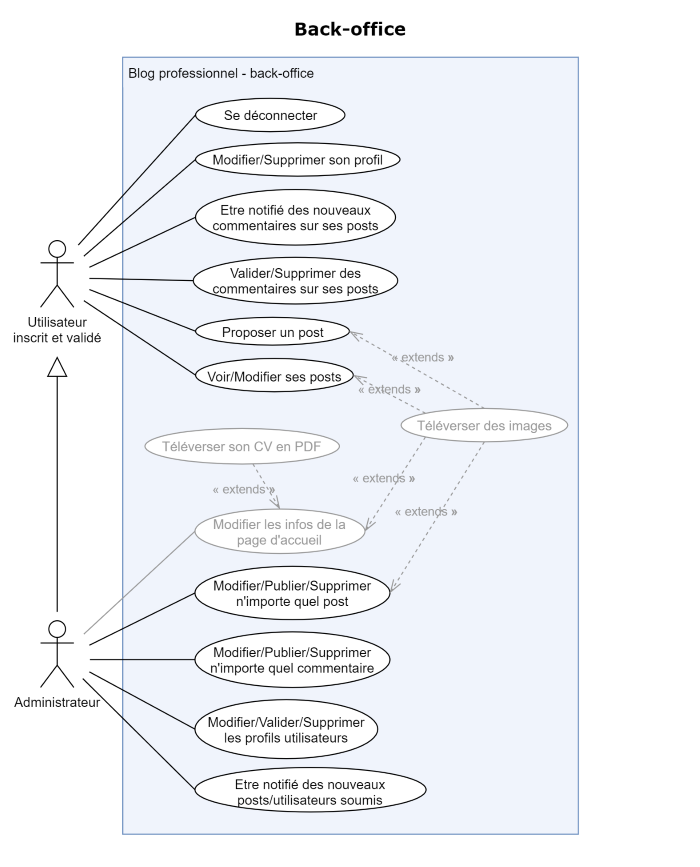 Back-office
Blog professionnel - back-office
Se déconnecter
Modifier/Supprimer son profil
Etre notifié des nouveaux
commentaires sur ses posts
Valider/Supprimer des
commentaires sur ses posts
Utilisateur
inscrit et validé
Proposer un post
« extends »
Voir/Modifier ses posts
« extends »
Téléverser des images
Téléverser son CV en PDF
« extends »
« extends »
« extends »
Modifier les infos de la
page d'accueil
Modifier/Publier/Supprimer
n'importe quel post
Modifier/Publier/Supprimer
n'importe quel commentaire
Administrateur
Modifier/Valider/Supprimer
les profils utilisateurs
Etre notifié des nouveaux
posts/utilisateurs soumis